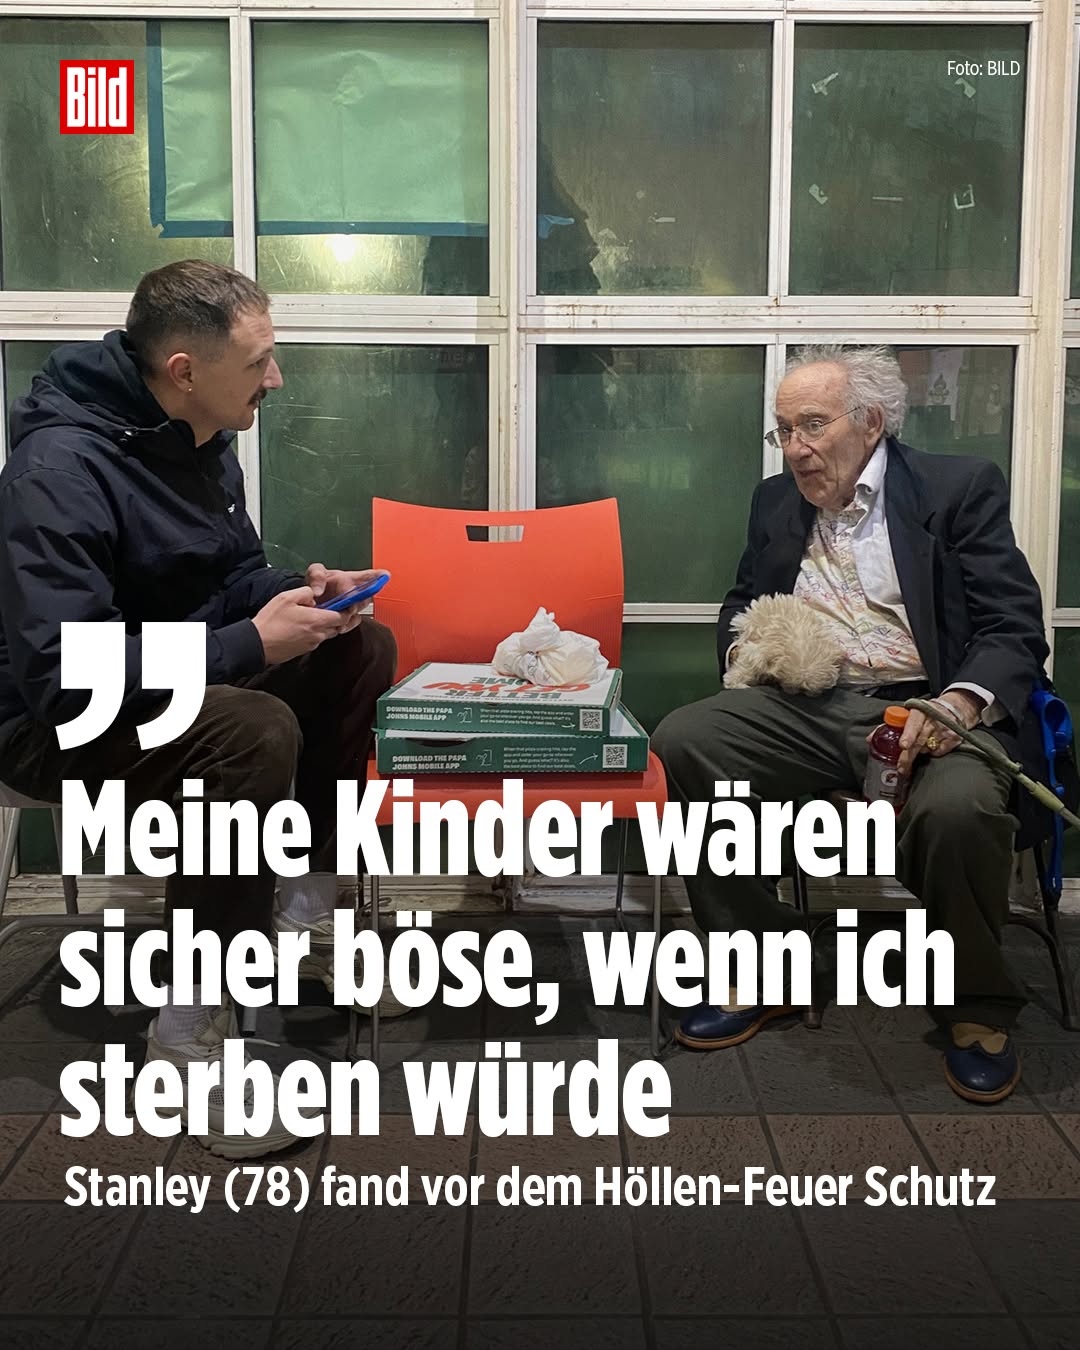 Bild
Foto: BILD
DOWNLOAD THE PAPA
JOHNS MOBILE APP
DOWNLOAD THE PAPA
JOHNS MOBILE APP
G
"
Meine Kinder wären
sicher böse, wenn ich
sterben würde
Stanley (78) fand vor dem Höllen-Feuer Schutz